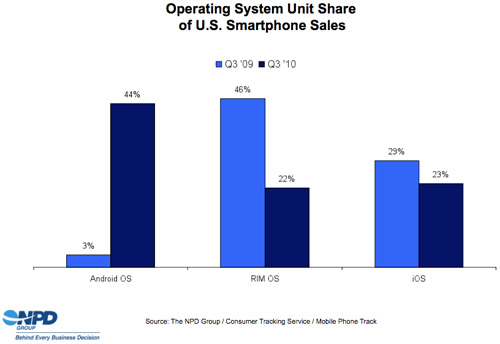 Operating System Unit Share
of U.S. Smartphone Sales
Q3 '09 Q3 '10
3% 44% 46% 22% 29% 23%
Android OS RIM OS iOS
NPD
GROUP
Behind Every Business Decision
Source: The NPD Group / Consumer Tracking Service / Mobile Phone Track